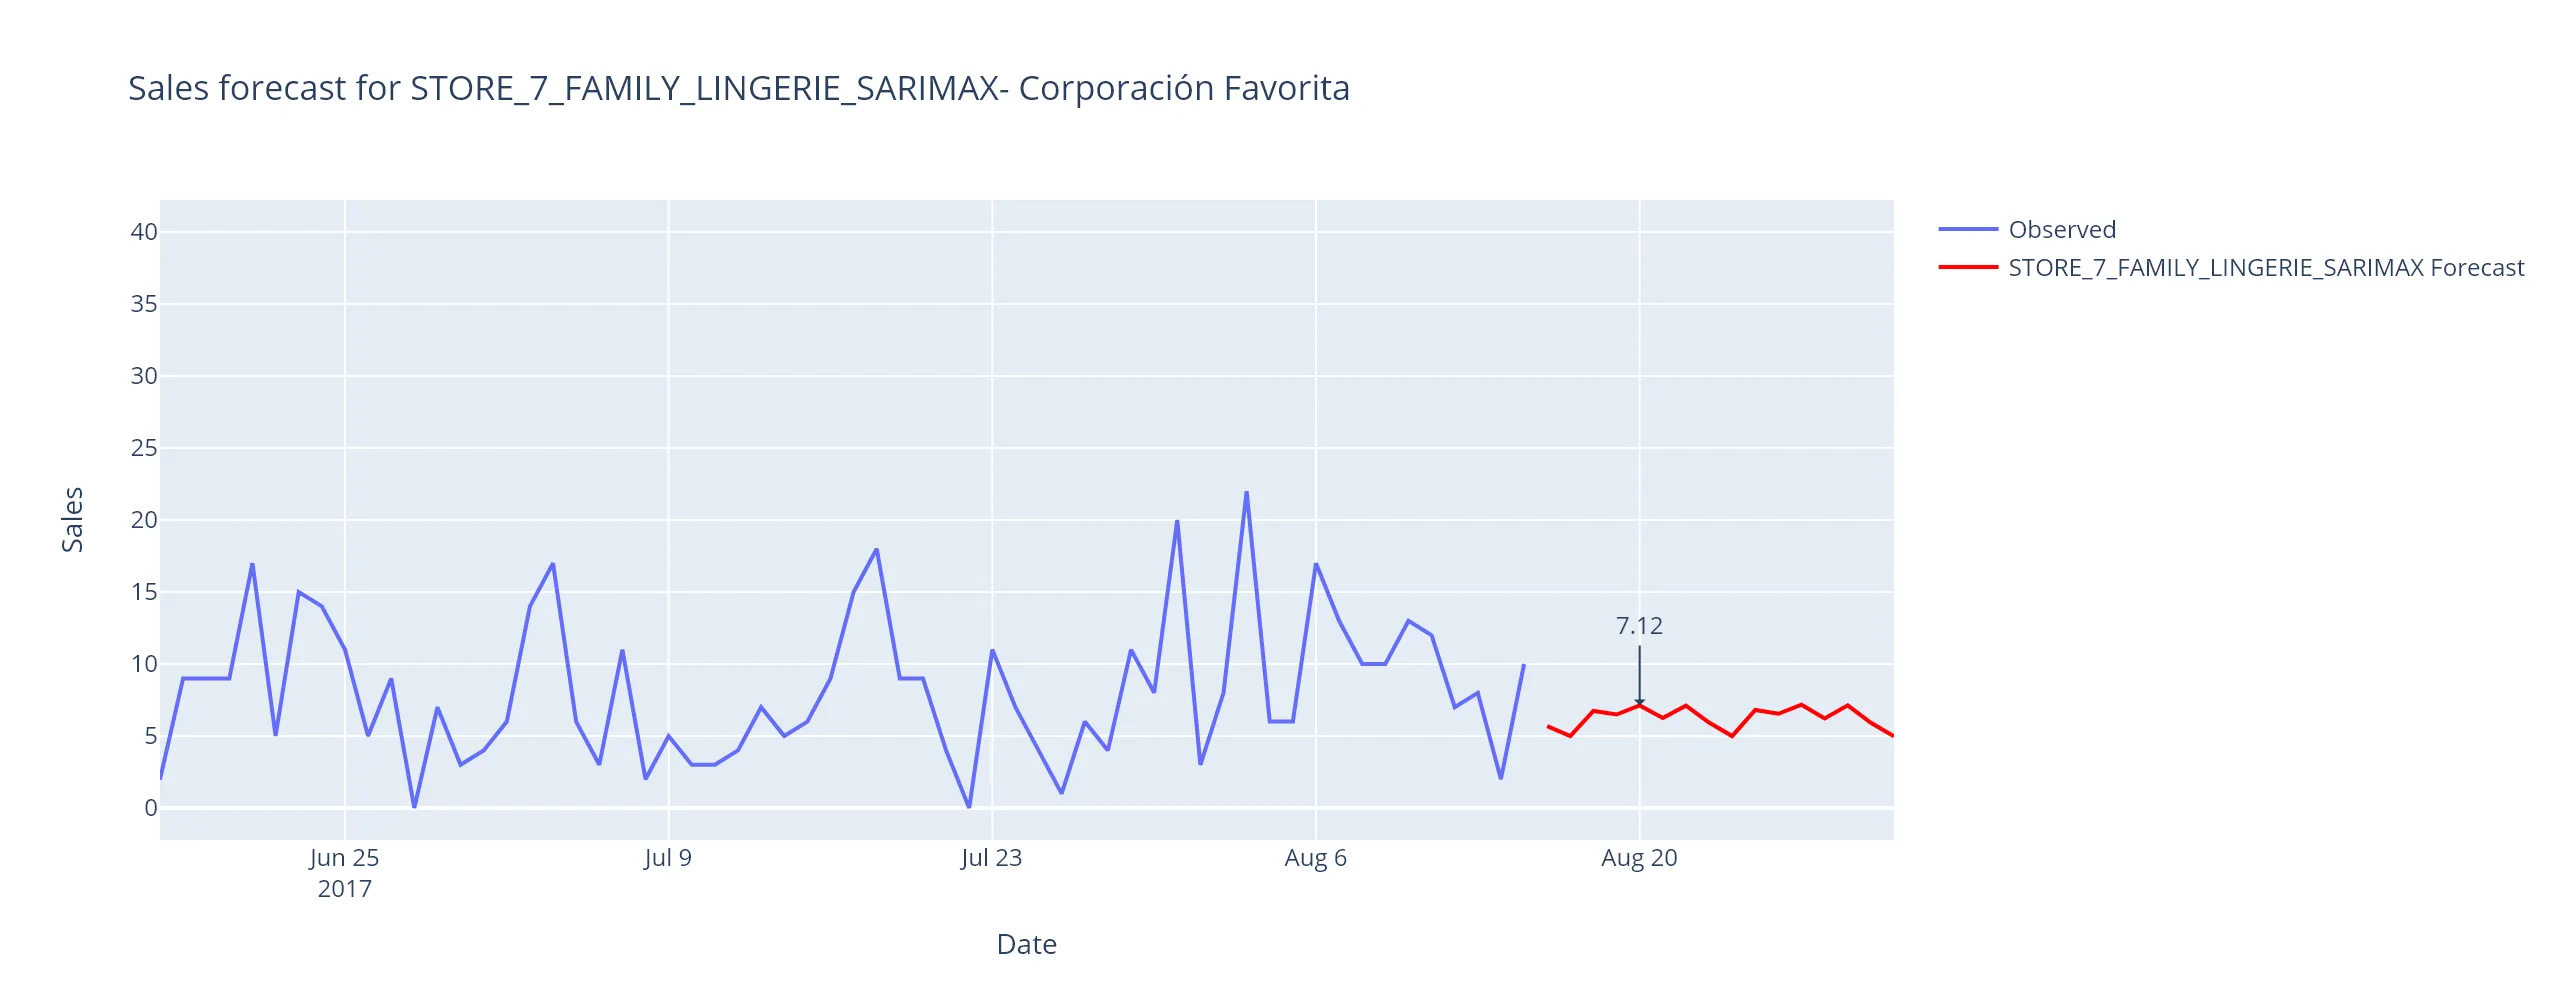 Sales forecast for STORE_7_FAMILY_LINGERIE_SARIMAX- Corporación Favorita
Observed
STORE_7_FAMILY_LINGERIE_SARIMAX Forecast
40
35
30
25
20
15
10
5
0
Sales
7.12
Jun 25
2017
Jul 9
Jul 23
Aug 6
Aug 20
Date